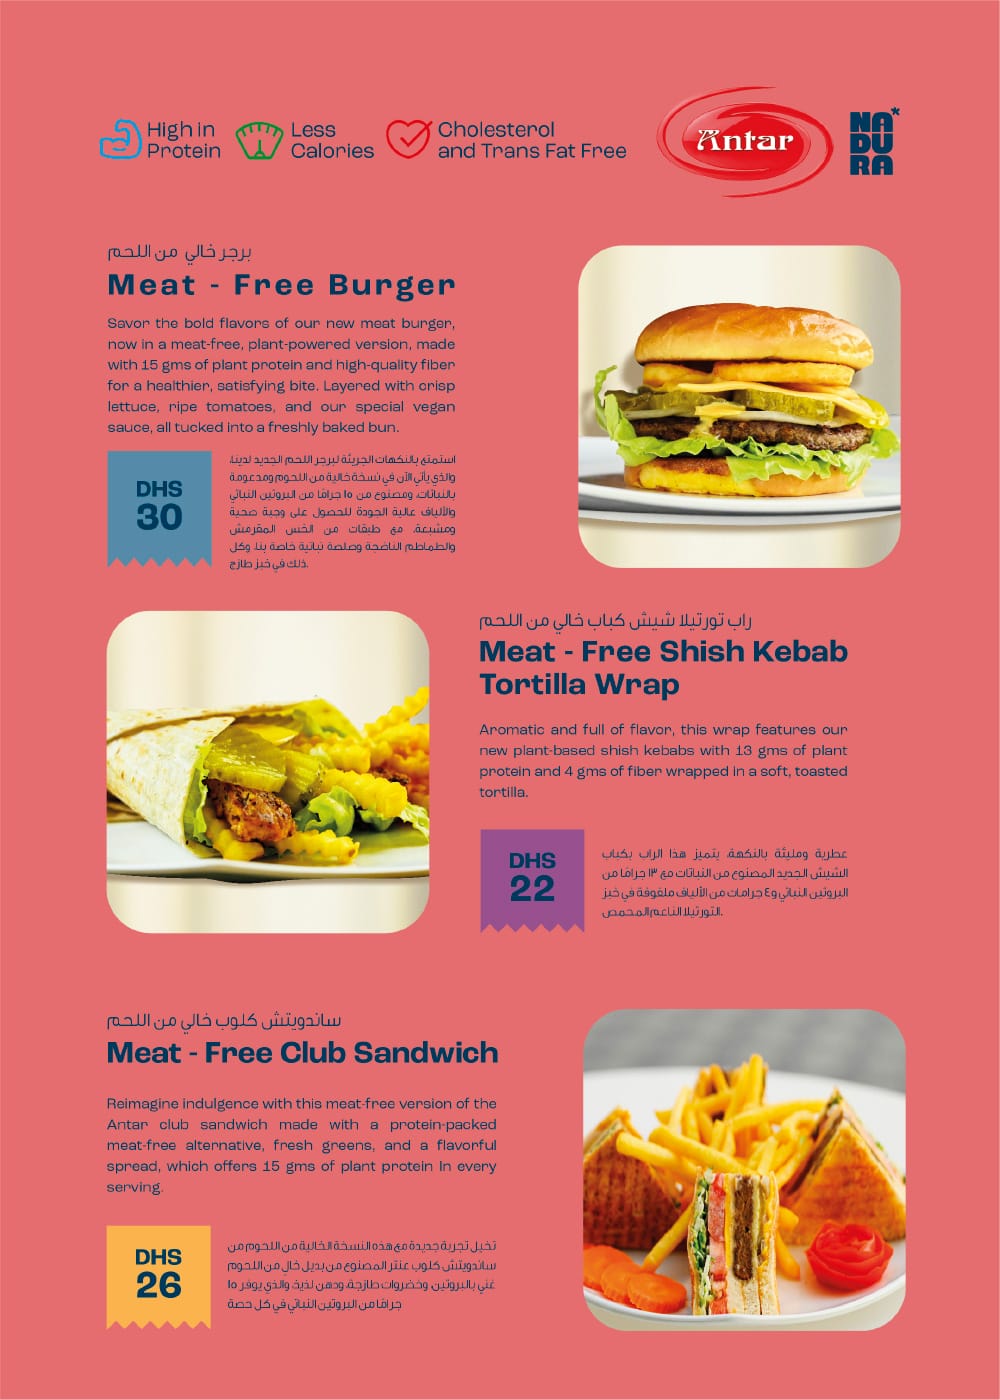 High in
Protein
Less
Calories
Cholesterol
and Trans Fat Free
Antar
NA*
DU
RA
برجر خالي من اللحم
Meat - Free Burger
Savor the bold flavors of our new meat burger,
now in a meat-free, plant-powered version, made
with 15 gms of plant protein and high-quality fiber
for a healthier, satisfying bite. Layered with crisp
lettuce, ripe tomatoes, and our special vegan
sauce, all tucked into a freshly baked bun.
DHS
30
استمتع بالنكهات الجريئة لبرجر اللحم الجديد لدينا،
والذي يأتي الآن في نسخة خالية من اللحوم ومدعومة
بالنباتات، ومصنوع من ١٥ جرامًا من البروتين النباتي
والألياف عالية الجودة للحصول على وجبة صحية
ومشبعة. مع طبقات من الخس المقرمش
والطماطم الناضجة وصلصة نباتية خاصة بنا، وكل
ذلك في خبز طازج.
راب تورتيلا شيش كباب خالي من اللحم
Meat - Free Shish Kebab
Tortilla Wrap
Aromatic and full of flavor, this wrap features our
new plant-based shish kebabs with 13 gms of plant
protein and 4 gms of fiber wrapped in a soft, toasted
tortilla.
DHS
22
عطرية ومليئة بالنكهة، يتميز هذا الراب بكباب
الشيش الجديد المصنوع من النباتات مع ١٣ جرامًا من
البروتين النباتي و٤ جرامات من الألياف ملفوفة في خبز
التورتيلا الناعم المحمص.
ساندويتش كلوب خالي من اللحم
Meat - Free Club Sandwich
Reimagine indulgence with this meat-free version of the
Antar club sandwich made with a protein-packed
meat-free alternative, fresh greens, and a flavorful
spread, which offers 15 gms of plant protein In every
serving.
DHS
26
تخيل تجربة جديدة مع هذه النسخة الخالية من اللحوم من
ساندويتش كلوب عنتر المصنوع من بديل خالٍ من اللحوم
غني بالبروتين، وخضروات طازجة، ودهن لذيذ، والذي يوفر ١٥
جرامًا من البروتين النباتي في كل حصة